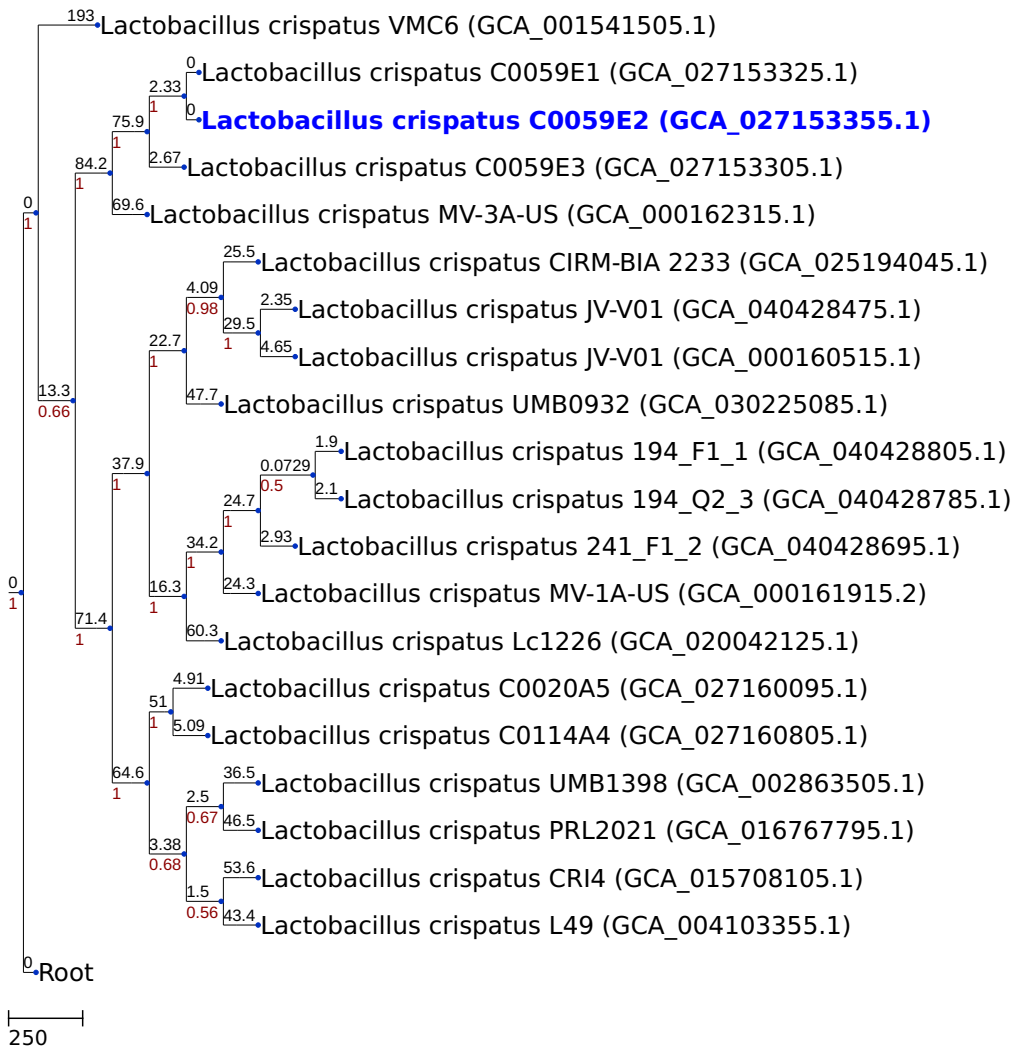 193 Lactobacillus crispatus VMC6 (GCA_001541505.1)
0 Lactobacillus crispatus C0059E1 (GCA_027153325.1)
2.33
1
0 Lactobacillus crispatus C0059E2 (GCA_027153355.1)
75.9
1
2.67 Lactobacillus crispatus C0059E3 (GCA_027153305.1)
84.2
1
69.6 Lactobacillus crispatus MV-3A-US (GCA_000162315.1)
0
1
25.5 Lactobacillus crispatus CIRM-BIA 2233 (GCA_025194045.1)
4.09
0.98
2.35 Lactobacillus crispatus JV-V01 (GCA_040428475.1)
29.5
1
22.7
1
4.65 Lactobacillus crispatus JV-V01 (GCA_000160515.1)
47.7 Lactobacillus crispatus UMB0932 (GCA_030225085.1)
13.3
0.66
1.9 Lactobacillus crispatus 194_F1_1 (GCA_040428805.1)
37.9
1
0.0729
0.5
2.1 Lactobacillus crispatus 194_Q2_3 (GCA_040428785.1)
24.7
1
2.93 Lactobacillus crispatus 241_F1_2 (GCA_040428695.1)
34.2
1
24.3 Lactobacillus crispatus MV-1A-US (GCA_000161915.2)
0
1
16.3
1
71.4
1
60.3 Lactobacillus crispatus Lc1226 (GCA_020042125.1)
4.91 Lactobacillus crispatus C0020A5 (GCA_027160095.1)
51
1
5.09 Lactobacillus crispatus C0114A4 (GCA_027160805.1)
64.6
1
36.5 Lactobacillus crispatus UMB1398 (GCA_002863505.1)
2.5
0.67
46.5 Lactobacillus crispatus PRL2021 (GCA_016767795.1)
3.38
0.68
53.6 Lactobacillus crispatus CRI4 (GCA_015708105.1)
1.5
0.56
43.4 Lactobacillus crispatus L49 (GCA_004103355.1)
0 Root
250